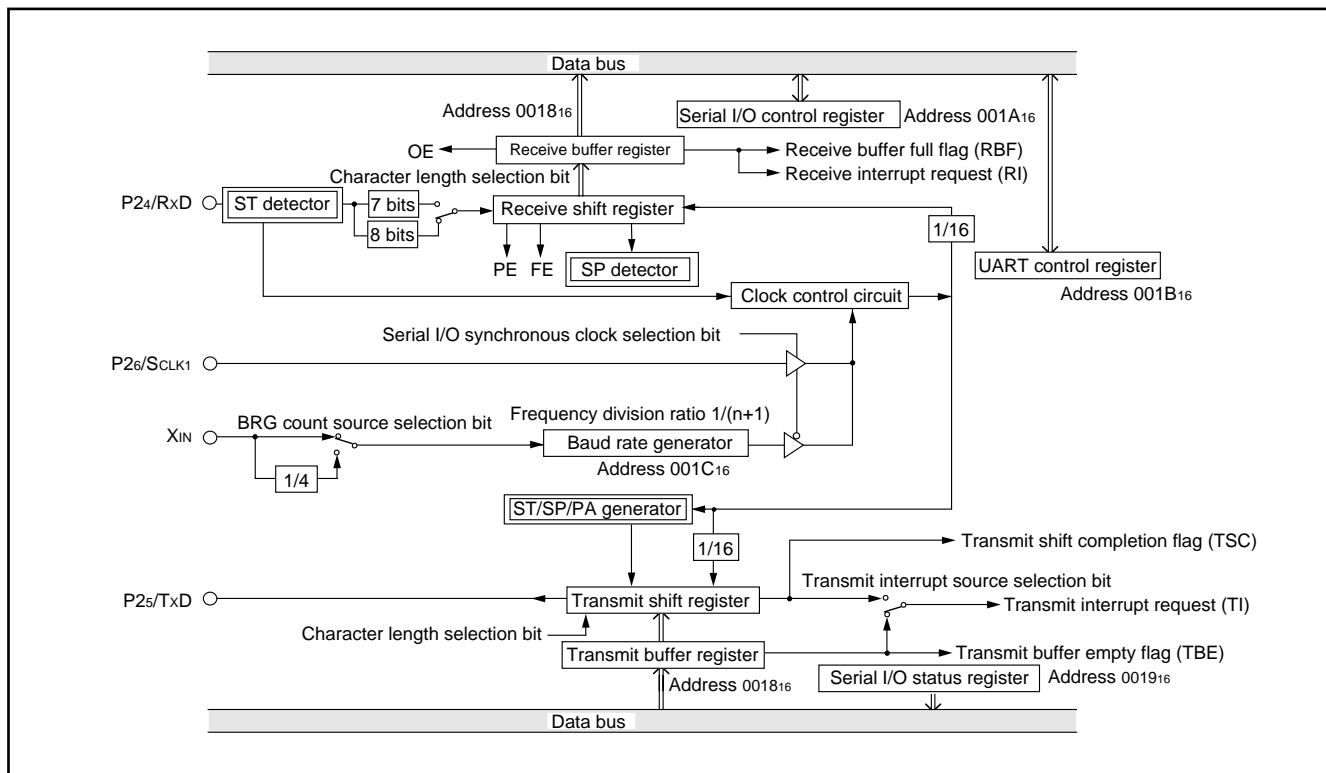 Data bus
Address 001816
Serial I/O control register
Address 001A16
OE
Receive buffer register
Receive buffer full flag (RBF)
Receive interrupt request (RI)
Character length selection bit
P24/RXD
ST detector
7 bits
8 bits
Receive shift register
1/16
PE
FE
SP detector
UART control register
Address 001B16
Clock control circuit
Serial I/O synchronous clock selection bit
P26/SCLK1
XIN
BRG count source selection bit
Frequency division ratio 1/(n+1)
Baud rate generator
Address 001C16
1/4
ST/SP/PA generator
1/16
Transmit shift completion flag (TSC)
Transmit interrupt source selection bit
P25/TXD
Transmit shift register
Transmit interrupt request (TI)
Character length selection bit
Transmit buffer register
Transmit buffer empty flag (TBE)
Address 001816
Serial I/O status register
Address 001916
Data bus